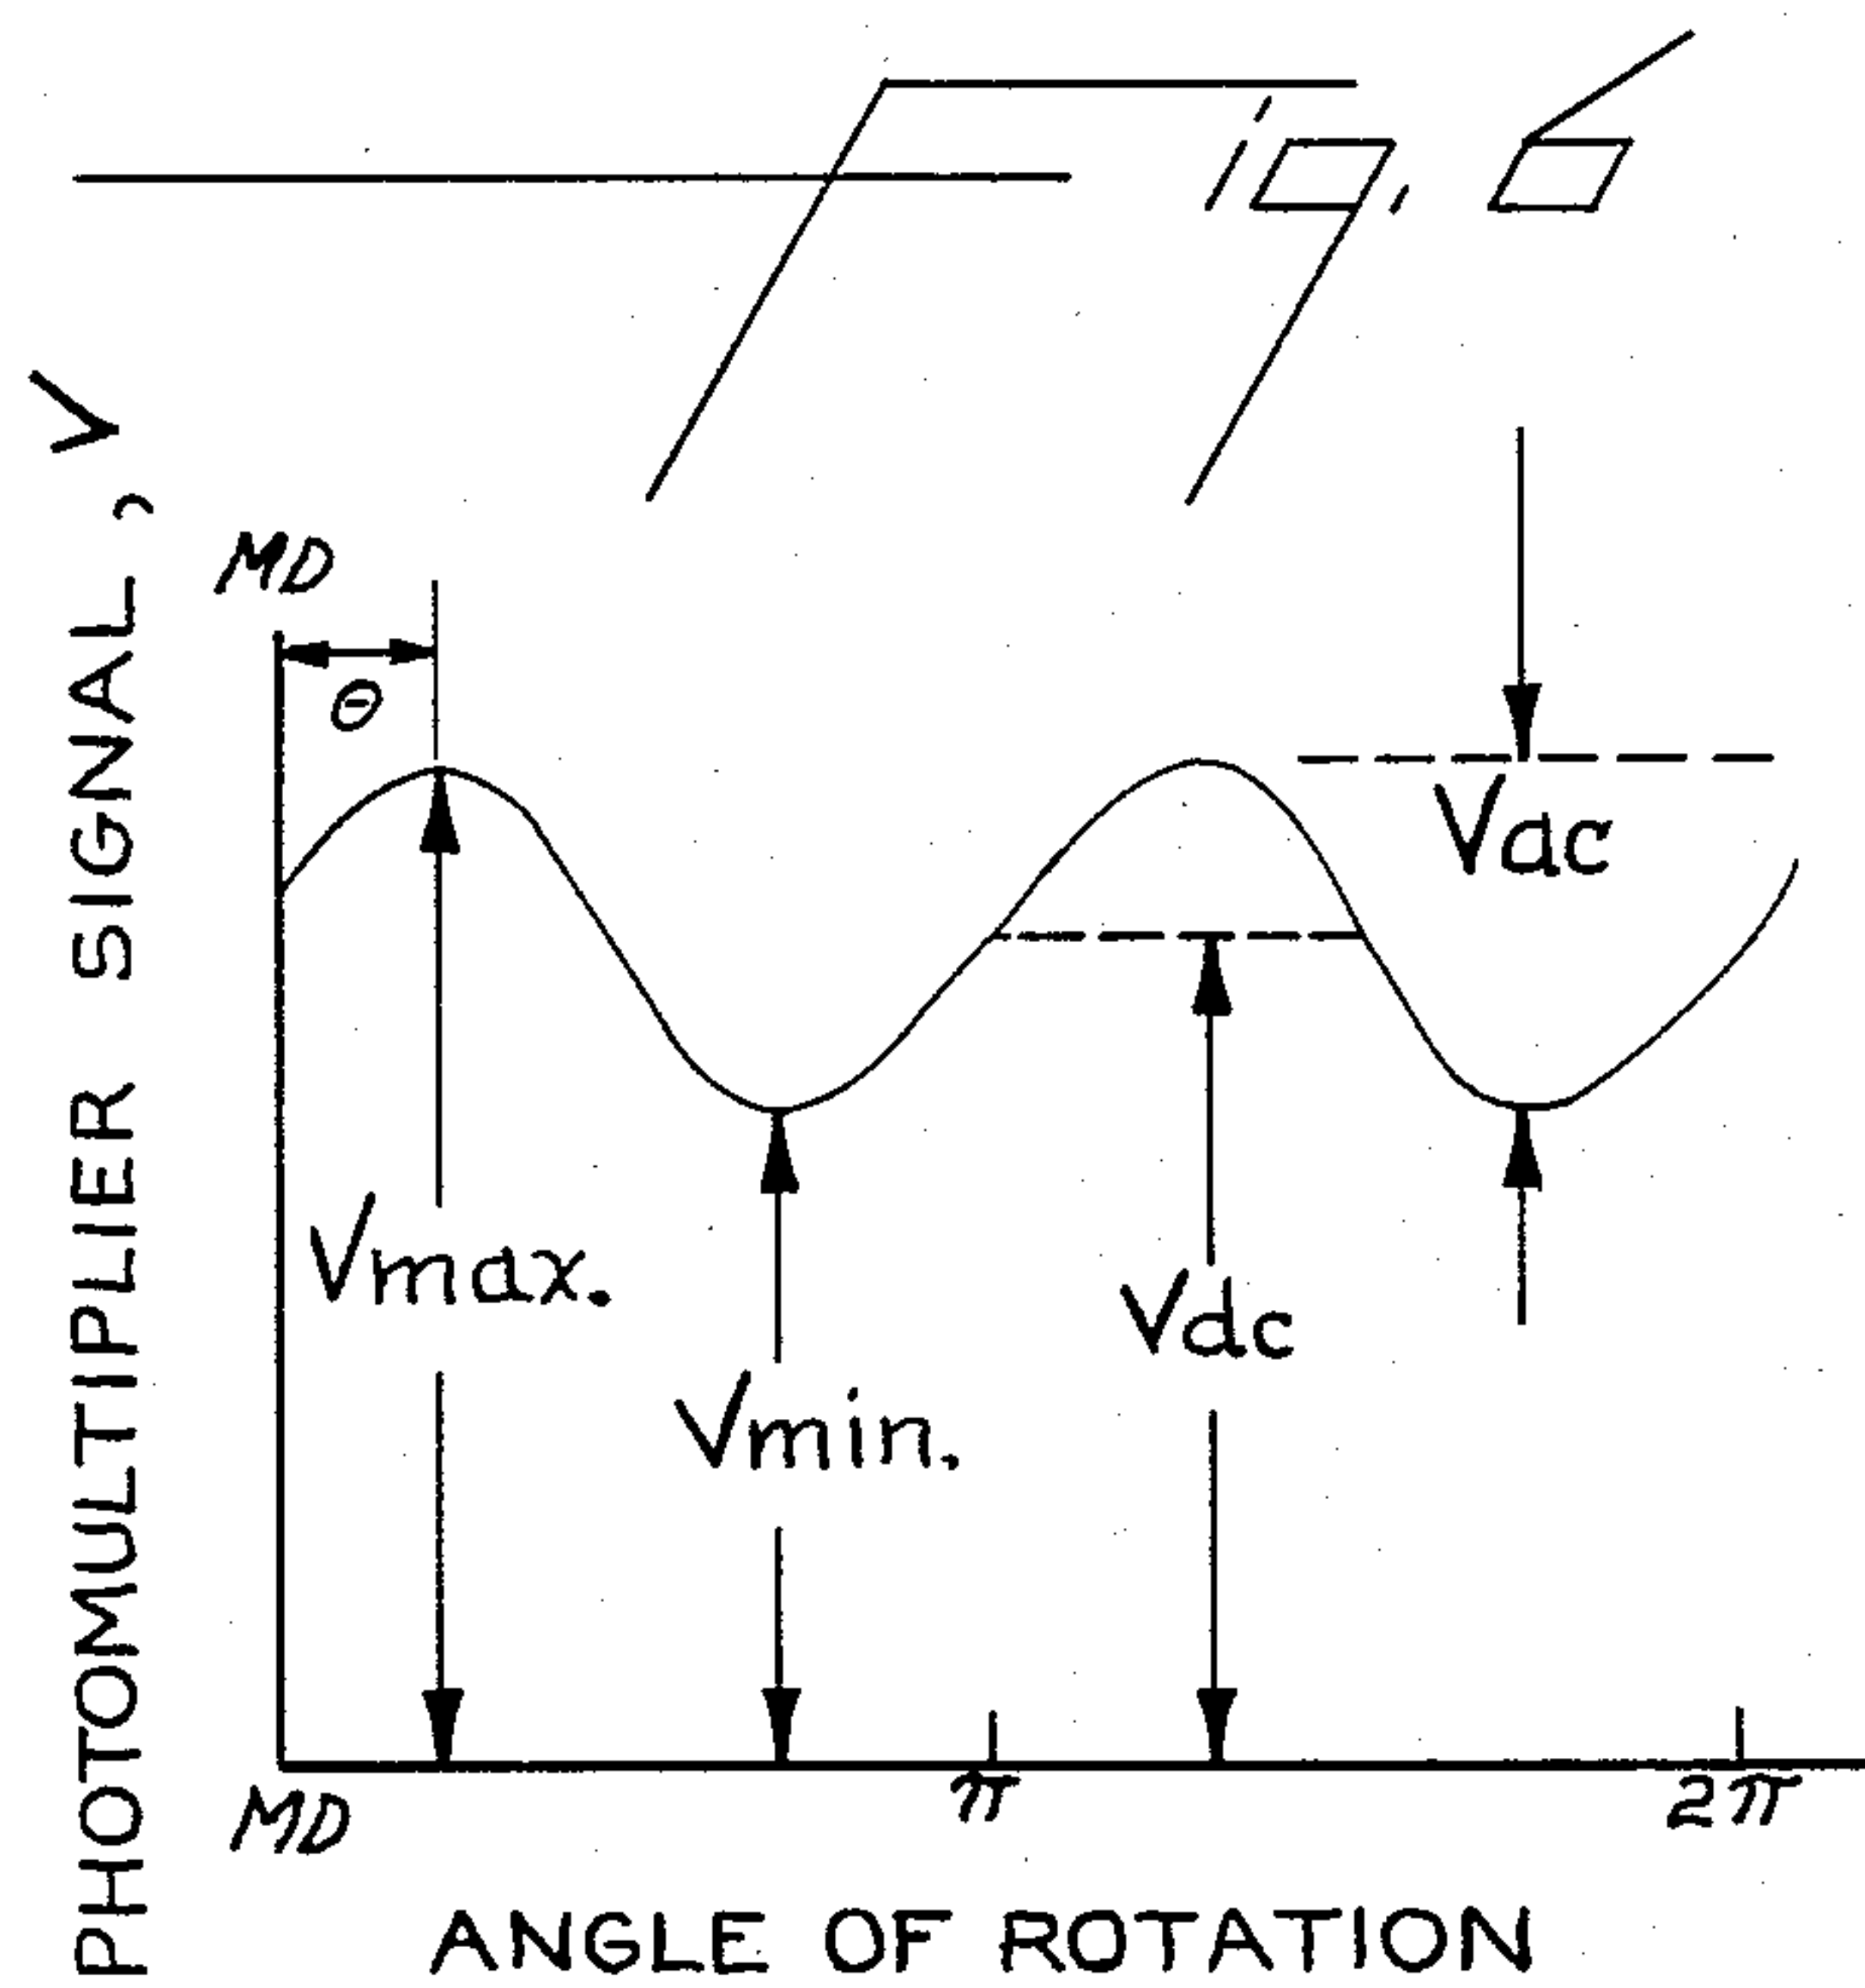 Fig. 6
PHOTOMULTIPLIER SIGNAL, V
MD
θ
Vac
Vmax.
Vdc
Vmin.
π
2π
MD
ANGLE OF ROTATION